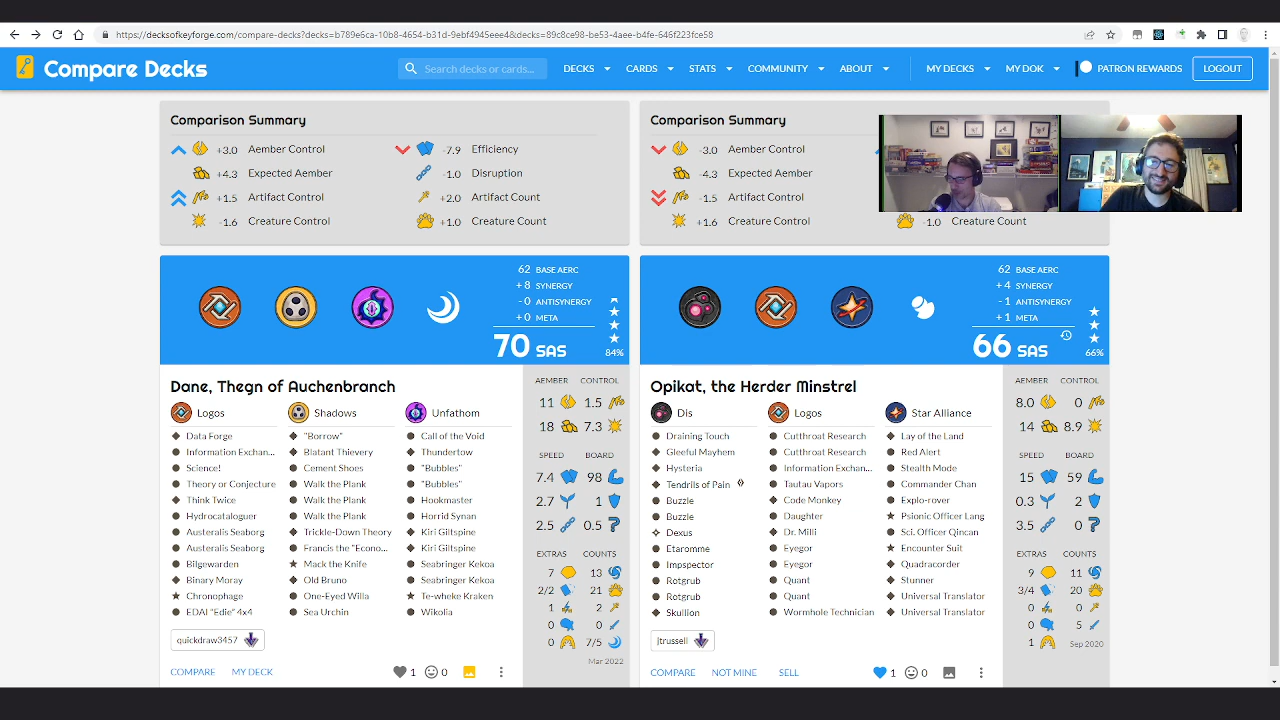 https://decksofkeyforge.com/compare-decks?decks=b789e6ca-10b8-4654-b31d-9ebf4945eee4&decks=89c8ce98-be53-4aee-b4fe-646f223fce58
Compare Decks
Search decks or cards...
DECKS
CARDS
STATS
COMMUNITY
ABOUT
MY DECKS
MY DOK
PATRON REWARDS
LOGOUT
Comparison Summary
+3.0 Aember Control
-7.9 Efficiency
+4.3 Expected Aember
-1.0 Disruption
+1.5 Artifact Control
+2.0 Artifact Count
-1.6 Creature Control
+1.0 Creature Count
Comparison Summary
-3.0 Aember Control
-4.3 Expected Aember
-1.5 Artifact Control
+1.6 Creature Control
-1.0 Creature Count
62 BASE AERC
+ 8 SYNERGY
- 0 ANTISYNERGY
+ 0 META
70 SAS
84%
Dane, Thegn of Auchenbranch
Logos
Data Forge
Information Exchan...
Science!
Theory or Conjecture
Think Twice
Hydrocataloguer
Australis Seaborg
Australis Seaborg
Bilgewarden
Binary Moray
Chronophage
EDAI "Edie" 4x4
Shadows
"Borrow"
Blatant Thievery
Cement Shoes
Walk the Plank
Walk the Plank
Walk the Plank
Trickle-Down Theory
Francis the "Econo...
Mack the Knife
Old Bruno
One-Eyed Willa
Sea Urchin
Unfathom
Call of the Void
Thundertow
"Bubbles"
"Bubbles"
Hookmaster
Horrid Synan
Kiri Giltspine
Kiri Giltspine
Seabringer Kekoa
Seabringer Kekoa
Te-wheke Kraken
Wikolia
AEMBER CONTROL
11 1.5
18 7.3
SPEED BOARD
7.4 98
2.7 1
2.5 0.5
EXTRAS COUNTS
7 13
2/2 21
1 2
0 0
0 7/5
Mar 2022
quickdraw3457
COMPARE
MY DECK
1
0
62 BASE AERC
+ 4 SYNERGY
- 1 ANTISYNERGY
+ 1 META
66 SAS
66%
Opikat, the Herder Minstrel
Dis
Draining Touch
Gleeful Mayhem
Hysteria
Tendrils of Pain
Buzzle
Buzzle
Dexus
Etaromme
Impspector
Rotgrub
Rotgrub
Skullion
Logos
Cutthroat Research
Cutthroat Research
Information Exchan...
Tautau Vapors
Code Monkey
Daughter
Dr. Milli
Eyegor
Eyegor
Quant
Quant
Wormhole Technician
Star Alliance
Lay of the Land
Red Alert
Stealth Mode
Commander Chan
Explo-rover
Psionic Officer Lang
Sci. Officer Qincan
Encounter Suit
Quadracorder
Stunner
Universal Translator
Universal Translator
AEMBER CONTROL
8.0 0
14 8.9
SPEED BOARD
15 59
0.3 2
3.5 0
EXTRAS COUNTS
9 11
3/4 20
0 0
0 5
1
Sep 2020
jtrussell
COMPARE
NOT MINE
SELL
1
0